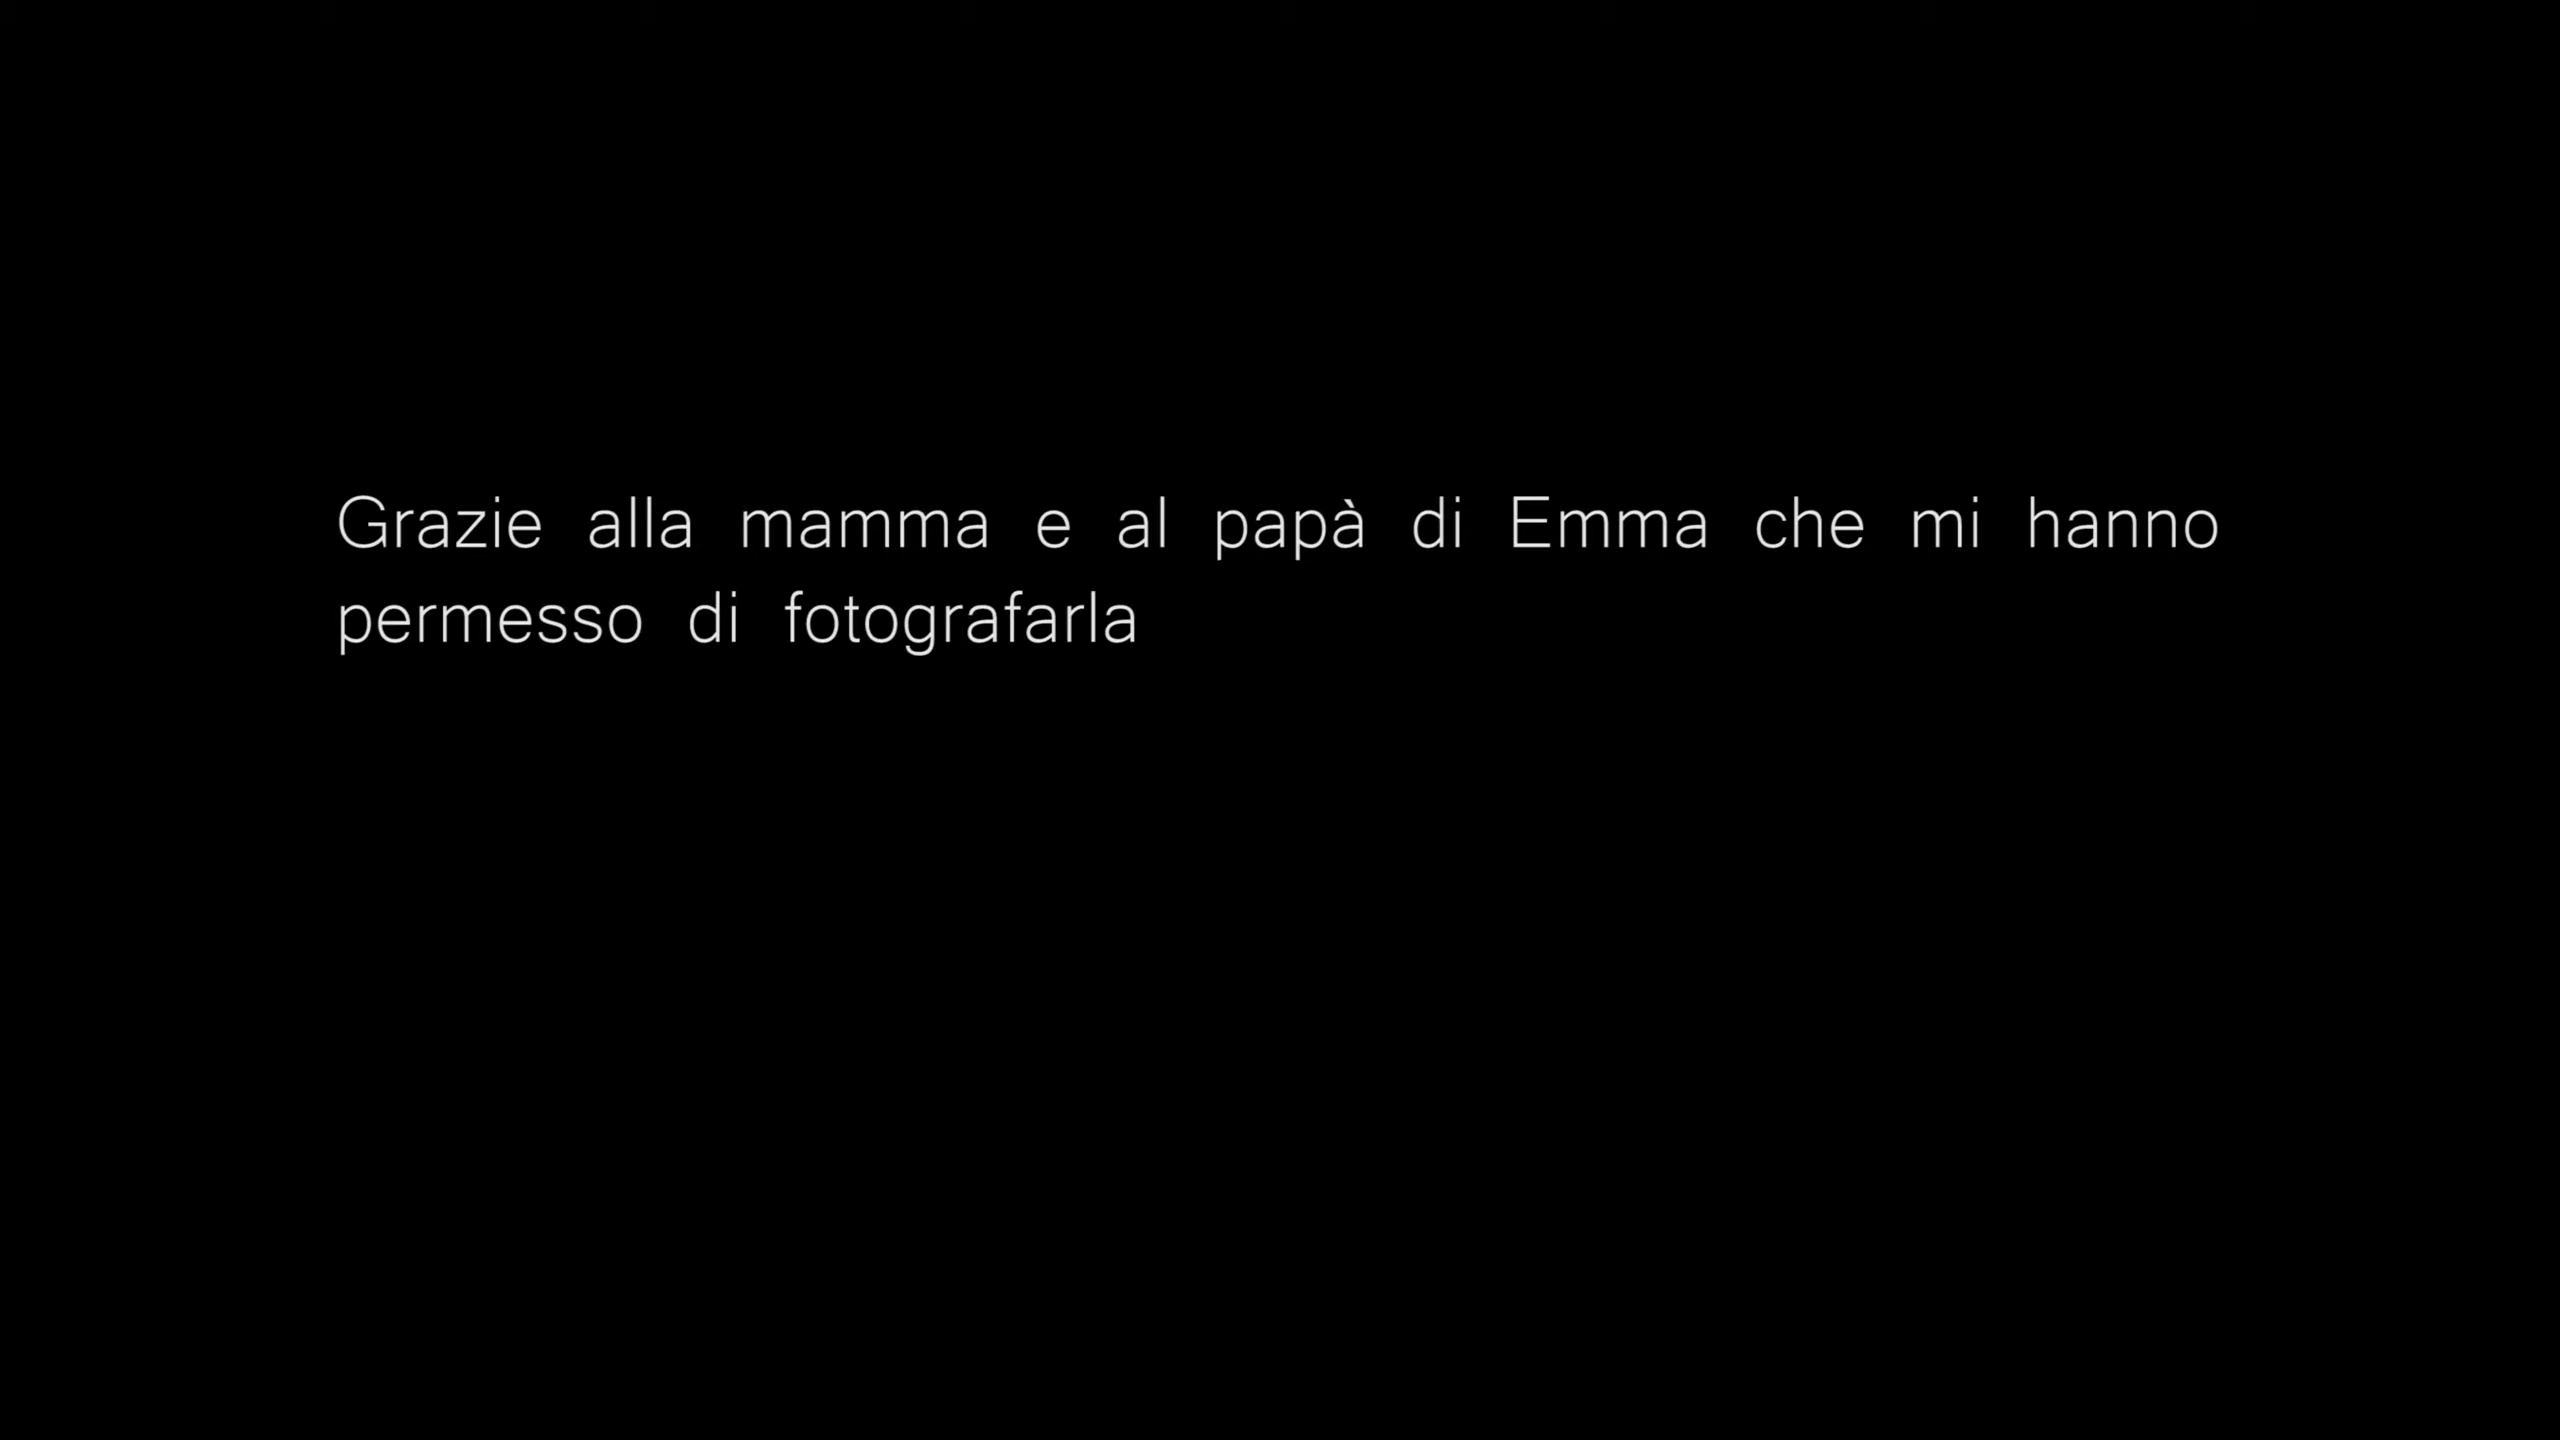 Grazie alla mamma e al papà di Emma che mi hanno
permesso di fotografarla